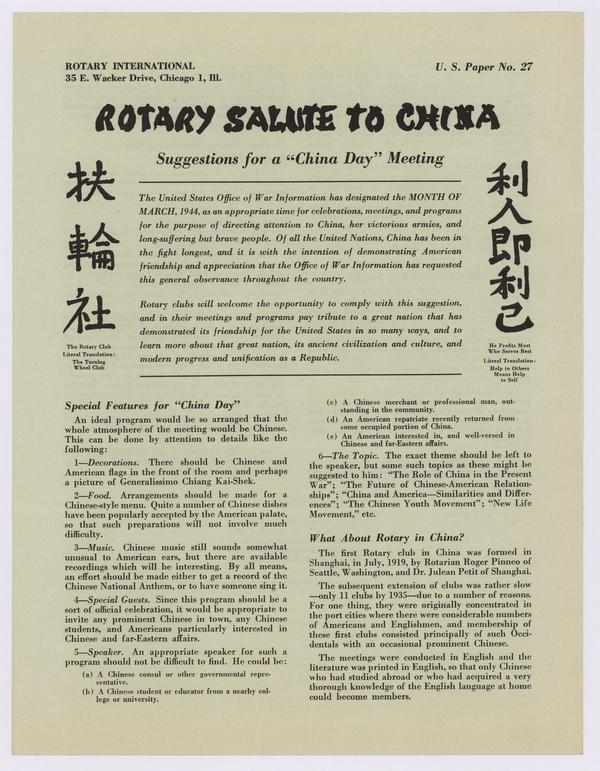 ROTARY INTERNATIONAL
35 E. Wacker Drive, Chicago 1, Ill.
U. S. Paper No. 27
ROTARY SALUTE TO CHINA
Suggestions for a “China Day” Meeting
扶輪社
The Rotary Club
Literal Translation:
The Turning
Wheel Club
The United States Office of War Information has designated the MONTH OF
MARCH, 1944, as an appropriate time for celebrations, meetings, and programs
for the purpose of directing attention to China, her victorious armies, and
long-suffering but brave people. Of all the United Nations, China has been in
the fight longest, and it is with the intention of demonstrating American
friendship and appreciation that the Office of War Information has requested
this general observance throughout the country.
Rotary clubs will welcome the opportunity to comply with this suggestion,
and in their meetings and programs pay tribute to a great nation that has
demonstrated its friendship for the United States in so many ways, and to
learn more about that great nation, its ancient civilization and culture, and
modern progress and unification as a Republic.
利人即利己
He Profits Most
Who Serves Best
Literal Translation:
Help to Others
Means Help
to Self
Special Features for “China Day”
An ideal program would be so arranged that the
whole atmosphere of the meeting would be Chinese.
This can be done by attention to details like the
following:
1—Decorations. There should be Chinese and
American flags in the front of the room and perhaps
a picture of Generalissimo Chiang Kai-Shek.
2—Food. Arrangements should be made for a
Chinese-style menu. Quite a number of Chinese dishes
have been popularly accepted by the American palate,
so that such preparations will not involve much
difficulty.
3—Music. Chinese music still sounds somewhat
unusual to American ears, but there are available
recordings which will be interesting. By all means,
an effort should be made either to get a record of the
Chinese National Anthem, or to have someone sing it.
4—Special Guests. Since this program should be a
sort of official celebration, it would be appropriate to
invite any prominent Chinese in town, any Chinese
students, and Americans particularly interested in
Chinese and far-Eastern affairs.
5—Speaker. An appropriate speaker for such a
program should not be difficult to find. He could be:
(a) A Chinese consul or other governmental repre-
sentative.
(b) A Chinese student or educator from a nearby col-
lege or university.
(c) A Chinese merchant or professional man, out-
standing in the community.
(d) An American repatriate recently returned from
some occupied portion of China.
(e) An American interested in, and well-versed in
Chinese and far-Eastern affairs.
6—The Topic. The exact theme should be left to
the speaker, but some such topics as these might be
suggested to him: “The Role of China in the Present
War”; “The Future of Chinese-American Relation-
ships”; “China and America—Similarities and Differ-
ences”; “The Chinese Youth Movement”; “New Life
Movement,” etc.
What About Rotary in China?
The first Rotary club in China was formed in
Shanghai, in July, 1919, by Rotarian Roger Pinneo of
Seattle, Washington, and Dr. Julean Petit of Shanghai.
The subsequent extension of clubs was rather slow
—only 11 clubs by 1935—due to a number of reasons.
For one thing, they were originally concentrated in
the port cities where there were considerable numbers
of Americans and Englishmen, and membership of
these first clubs consisted principally of such Occi-
dentals with an occasional prominent Chinese.
The meetings were conducted in English and the
literature was printed in English, so that only Chinese
who had studied abroad or who had acquired a very
thorough knowledge of the English language at home
could become members.